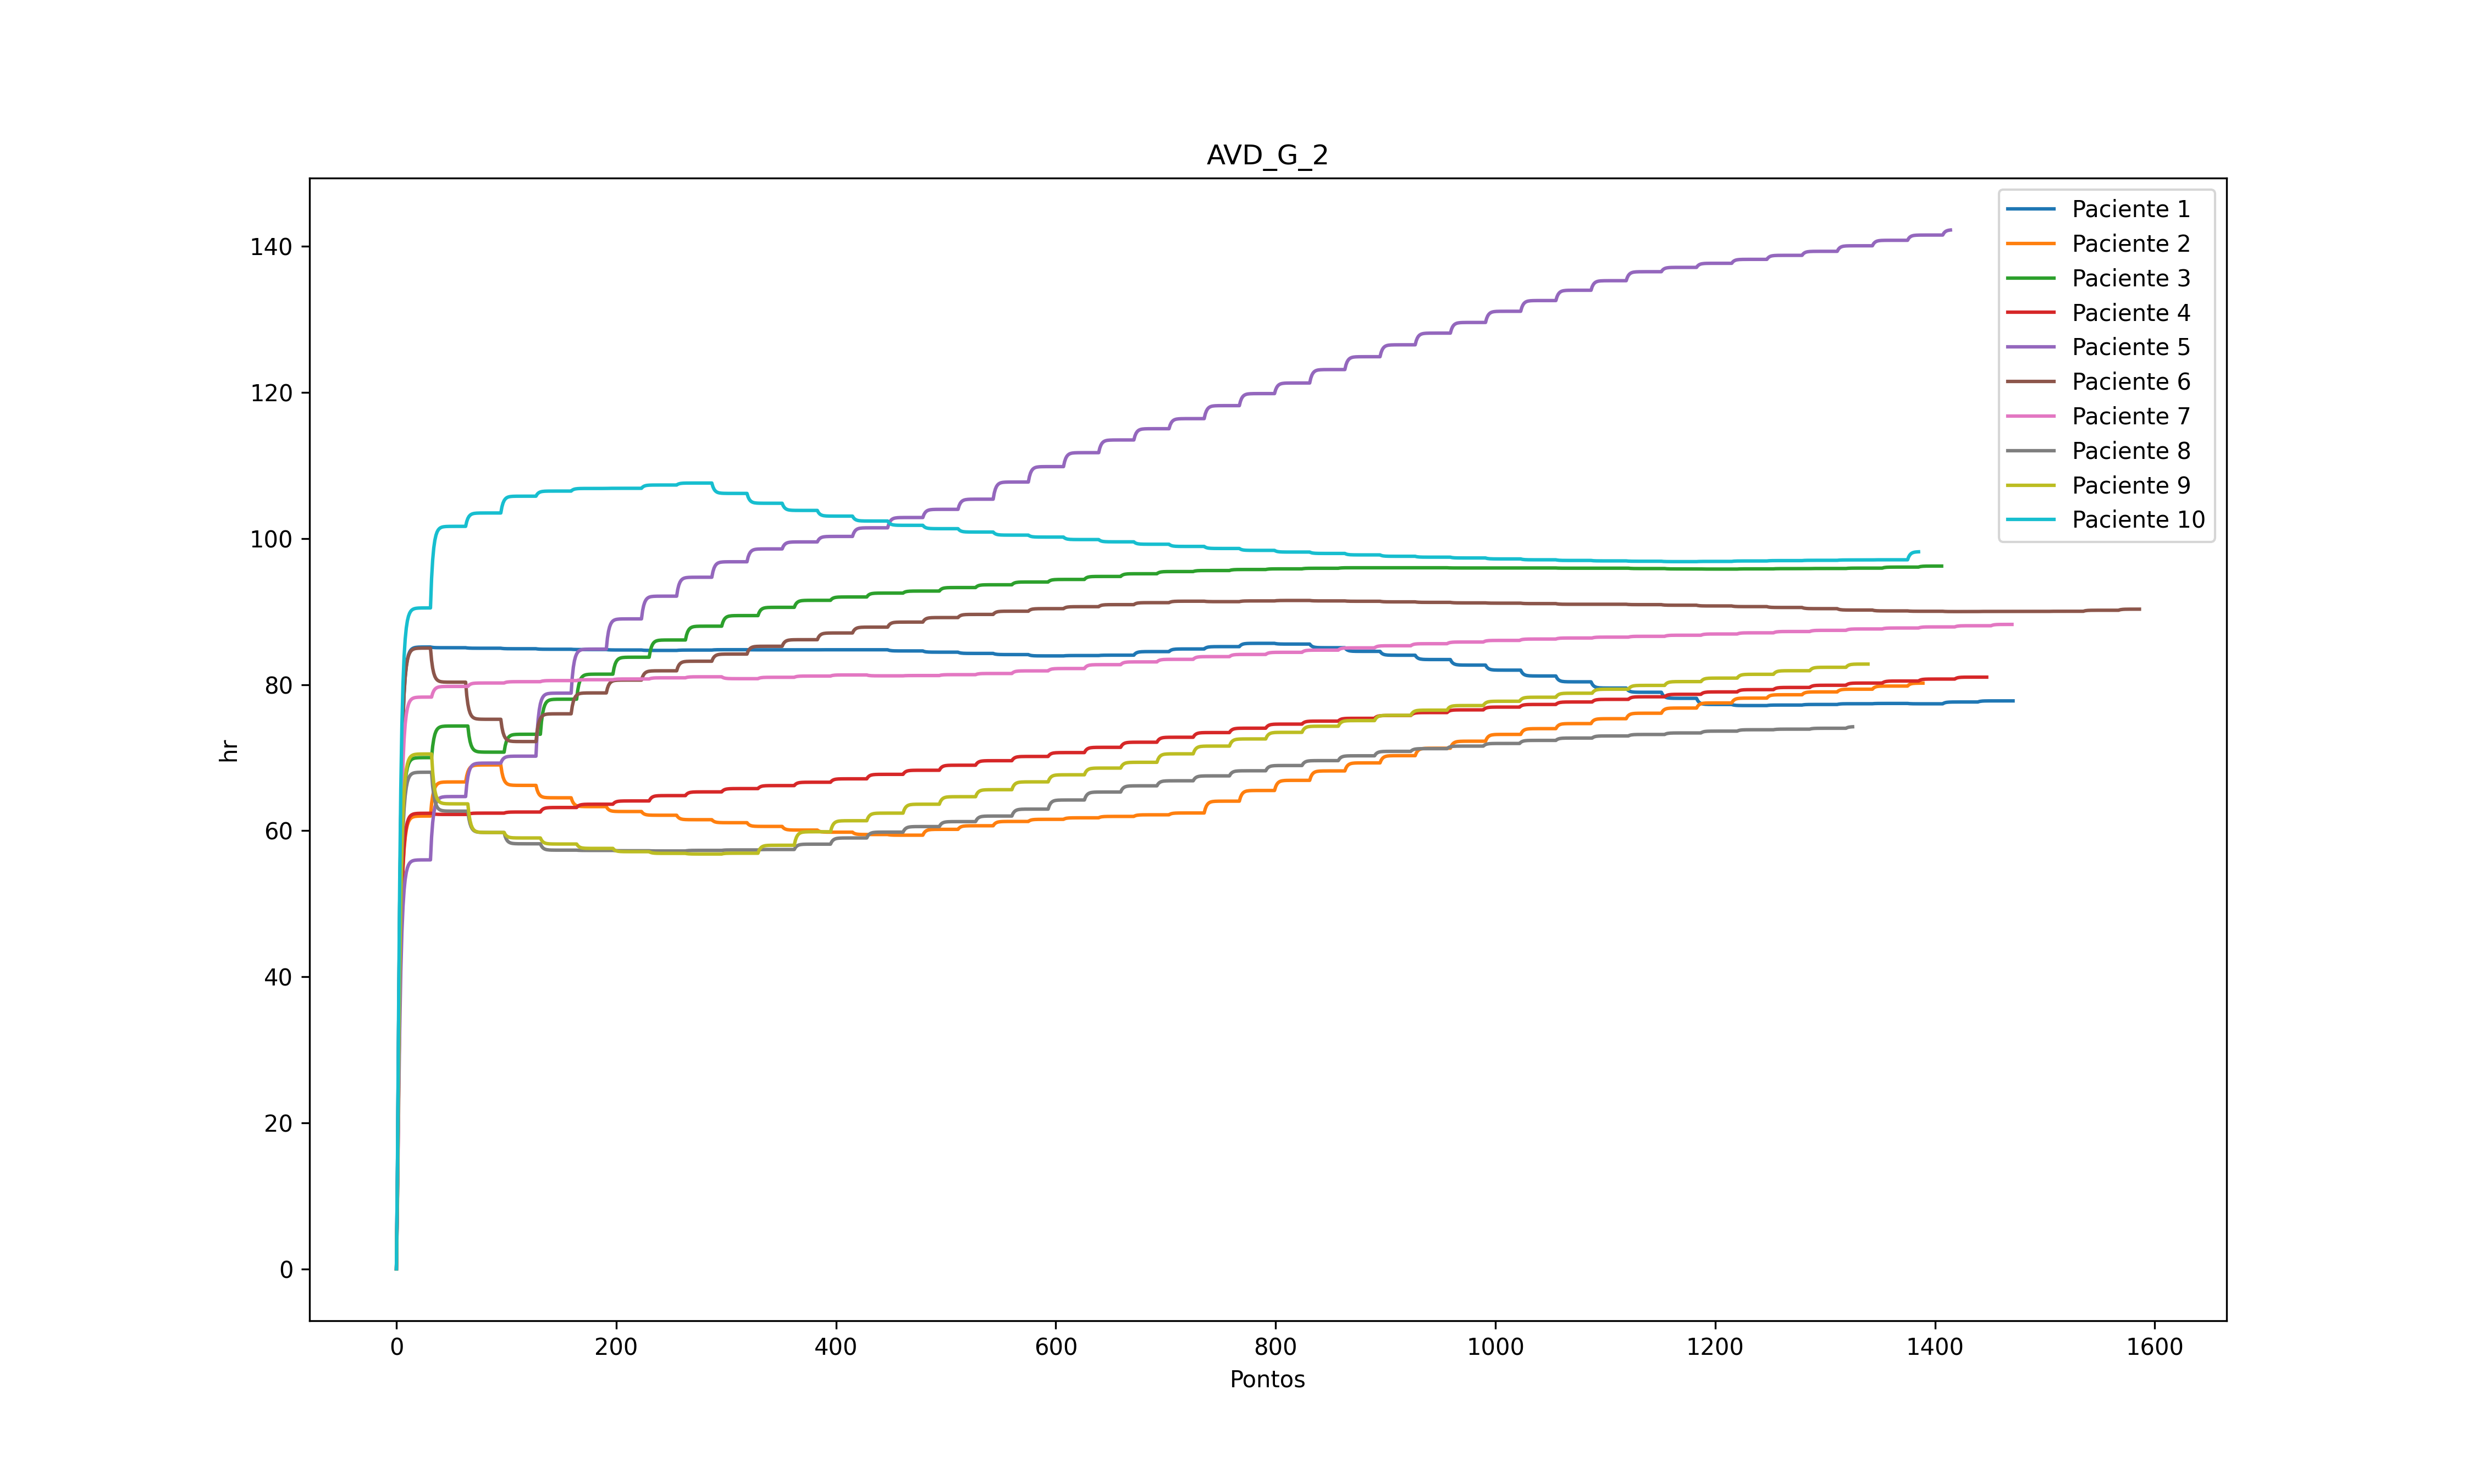 AVD_G_2
hr
140
120
100
80
60
40
20
0
0 200 400 600 800 1000 1200 1400 1600
Pontos
Paciente 1
Paciente 2
Paciente 3
Paciente 4
Paciente 5
Paciente 6
Paciente 7
Paciente 8
Paciente 9
Paciente 10